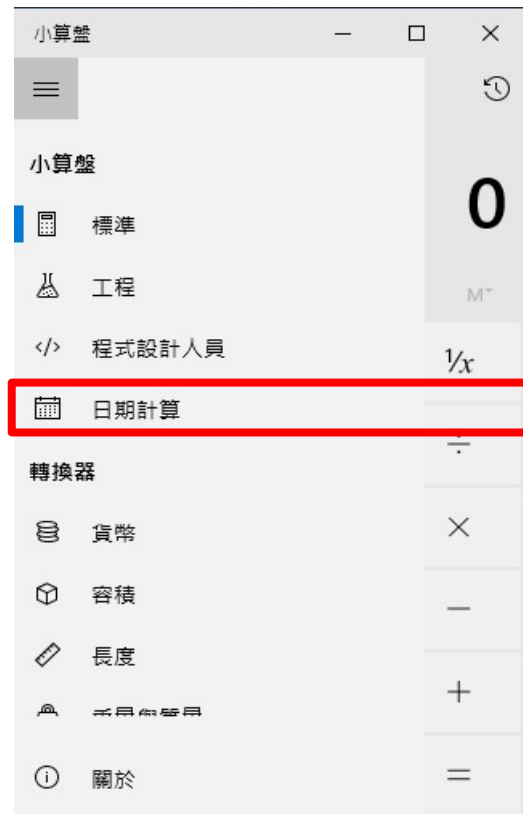 小算盤
0
小算盤
標準
工程
M˅
程式設計人員
</>
¹/x
日期計算
÷
轉換器
貨幣
×
容積
−
長度
+
關於
=